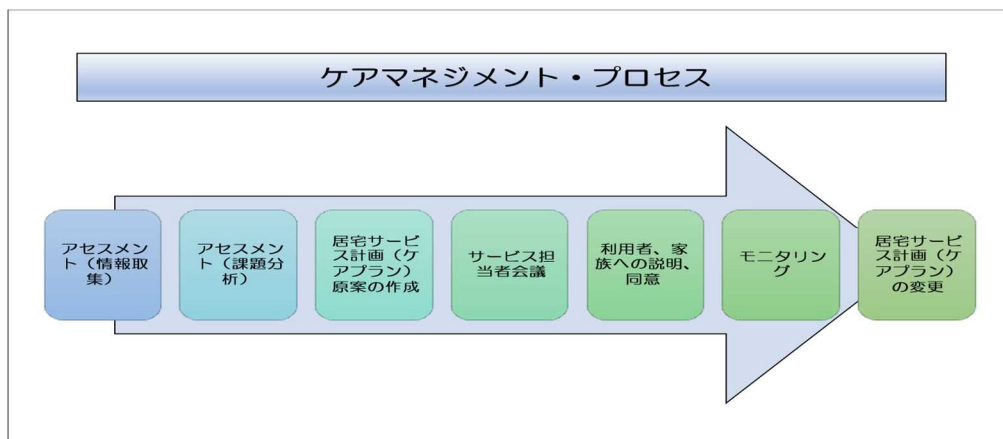 ケアマネジメント・プロセス
アセスメン
ト（情報取
集）
アセスメン
ト（課題分
析）
居宅サービ
ス計画（ケ
アプラン）
原案の作成
サービス担
当者会議
利用者、家
族への説明、
同意
モニタリン
グ
居宅サービ
ス計画（ケ
アプラン）
の変更